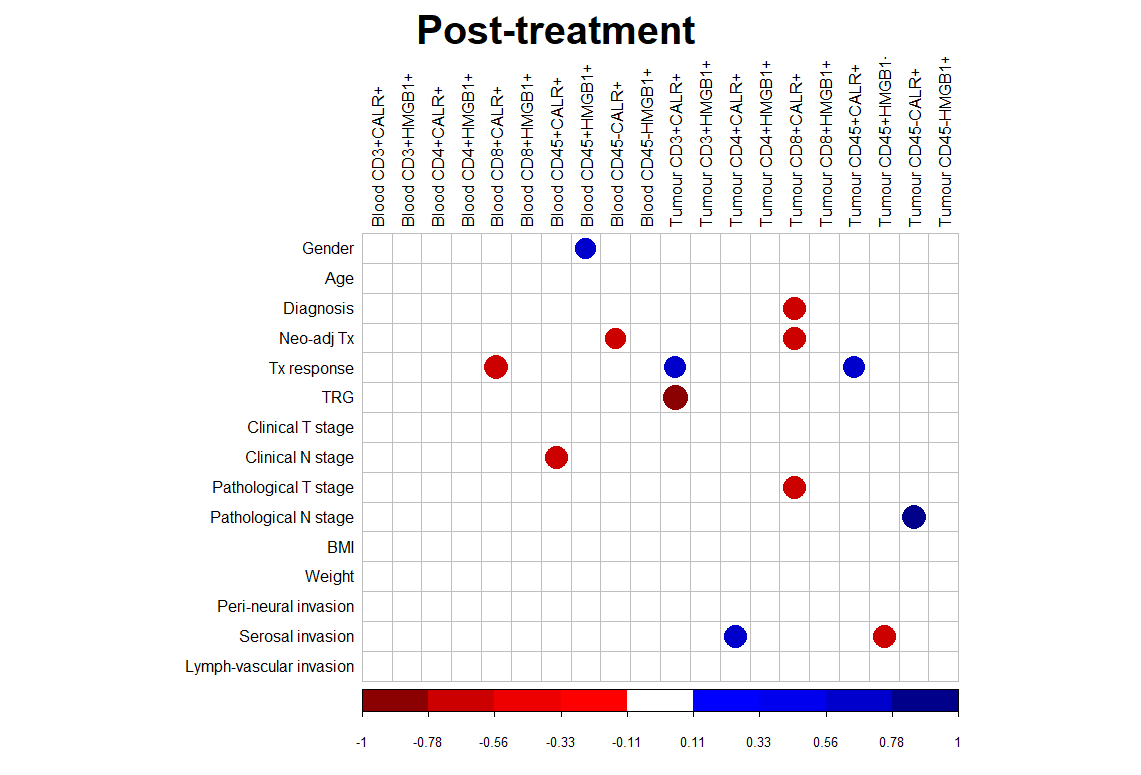 Post-treatment
Blood CD3+CALR+
Blood CD3+HMGB1+
Blood CD4+CALR+
Blood CD4+HMGB1+
Blood CD8+CALR+
Blood CD8+HMGB1+
Blood CD45+CALR+
Blood CD45+HMGB1+
Blood CD45-CALR+
Blood CD45-HMGB1+
Tumour CD3+CALR+
Tumour CD3+HMGB1+
Tumour CD4+CALR+
Tumour CD4+HMGB1+
Tumour CD8+CALR+
Tumour CD8+HMGB1+
Tumour CD45+CALR+
Tumour CD45+HMGB1-
Tumour CD45-CALR+
Tumour CD45-HMGB1+
Gender
Age
Diagnosis
Neo-adj Tx
Tx response
TRG
Clinical T stage
Clinical N stage
Pathological T stage
Pathological N stage
BMI
Weight
Peri-neural invasion
Serosal invasion
Lymph-vascular invasion
-1 -0.78 -0.56 -0.33 -0.11 0.11 0.33 0.56 0.78 1